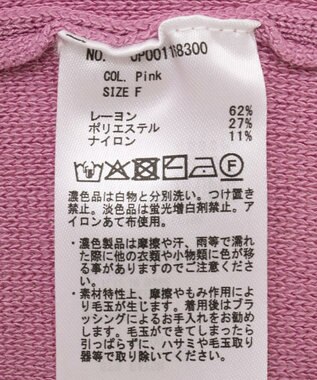 NO. JP001188300
COL. Pink
SIZE F
レーヨン 62%
ポリエステル 27%
ナイロン 11%
F
濃色品は白物と分別洗い。つけ置き
禁止。淡色品は蛍光増白剤禁止。ア
イロンあて布使用。
・濃色製品は摩擦や汗、雨等で濡れ
た際に他の衣類や小物類に色が移
る事がありますのでご注意くださ
い。
・素材特性上、摩擦やもみ作用によ
り毛玉が生じます。着用後はブラ
ッシングによるお手入れをお勧め
します。毛玉ができてしまったら
引っぱらずに、ハサミや毛玉取り
器等で取り除いてください。